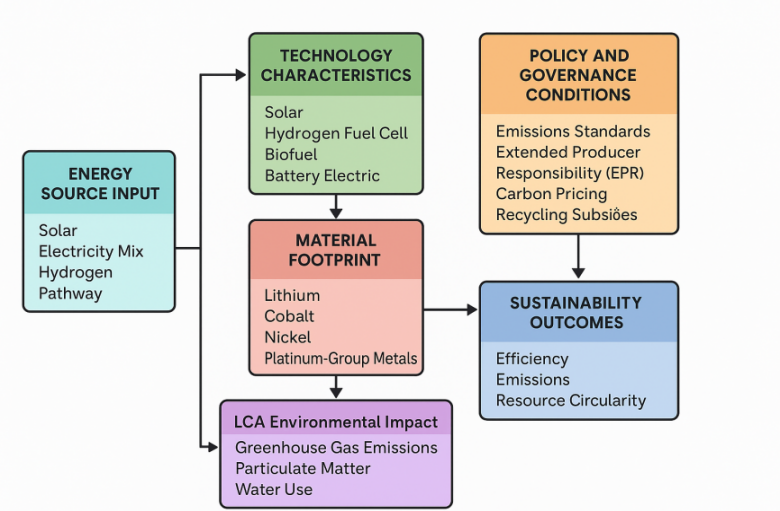 ENERGY
SOURCE INPUT
Solar
Electricity Mix
Hydrogen
Pathway
TECHNOLOGY
CHARACTERISTICS
Solar
Hydrogen Fuel Cell
Biofuel
Battery Electric
MATERIAL
FOOTPRINT
Lithium
Cobalt
Nickel
Platinum-Group Metals
LCA Environmental Impact
Greenhouse Gas Emissions
Particulate Matter
Water Use
POLICY AND
GOVERNANCE
CONDITIONS
Emissions Standards
Extended Producer
Responsibility (EPR)
Carbon Pricing
Recycling
SUSTAINABILITY
OUTCOMES
Efficiency
Emissions
Resource Circularity